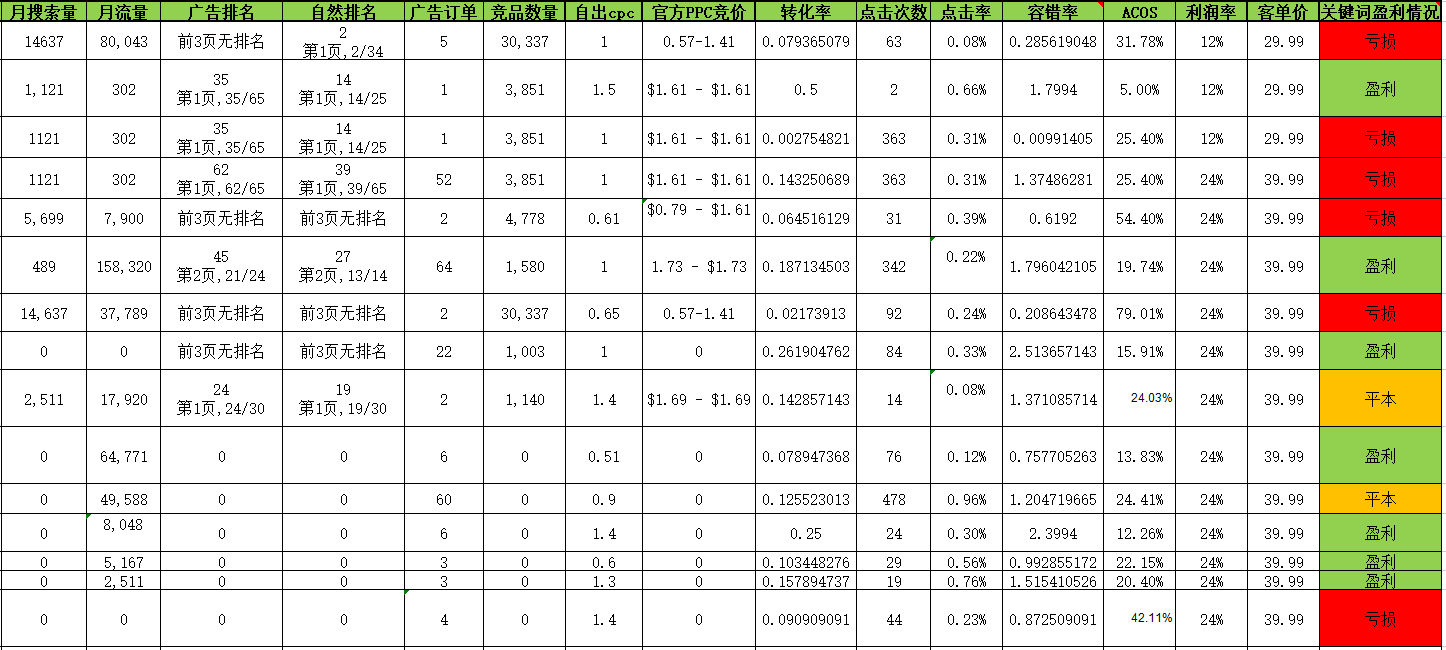 月搜索量 月流量 广告排名 自然排名 广告订单 竞品数量 自出cpc 官方PPC竞价 转化率 点击次数 点击率 容错率 ACOS 利润率 客单价 关键词盈利情况
14637 80,043 前3页无排名 2 第1页,2/34 5 30,337 1 0.57-1.41 0.079365079 63 0.08% 0.285619048 31.78% 12% 29.99 亏损
1,121 302 35 第1页,35/65 14 第1页,14/25 1 3,851 1.5 $1.61 - $1.61 0.5 2 0.66% 1.7994 5.00% 12% 29.99 盈利
1121 302 35 第1页,35/65 14 第1页,14/25 1 3,851 1 $1.61 - $1.61 0.002754821 363 0.31% 0.00991405 25.40% 12% 29.99 亏损
1121 302 62 第1页,62/65 39 第1页,39/65 52 3,851 1 $1.61 - $1.61 0.143250689 363 0.31% 1.37486281 25.40% 24% 39.99 亏损
5,699 7,900 前3页无排名 前3页无排名 2 4,778 0.61 $0.79 - $1.61 0.064516129 31 0.39% 0.6192 54.40% 24% 39.99 亏损
489 158,320 45 第2页,21/24 27 第2页,13/14 64 1,580 1 1.73 - $1.73 0.187134503 342 0.22% 1.796042105 19.74% 24% 39.99 盈利
14,637 37,789 前3页无排名 前3页无排名 2 30,337 0.65 0.57-1.41 0.02173913 92 0.24% 0.208643478 79.01% 24% 39.99 亏损
0 0 前3页无排名 前3页无排名 22 1,003 1 0 0.261904762 84 0.33% 2.513657143 15.91% 24% 39.99 盈利
2,511 17,920 24 第1页,24/30 19 第1页,19/30 2 1,140 1.4 $1.69 - $1.69 0.142857143 14 0.08% 1.371085714 24.03% 24% 39.99 平本
0 64,771 0 0 6 0 0.51 0 0.078947368 76 0.12% 0.757705263 13.83% 24% 39.99 盈利
0 49,588 0 0 60 0 0.9 0 0.125523013 478 0.96% 1.204719665 24.41% 24% 39.99 平本
0 8,048 0 0 6 0 1.4 0 0.25 24 0.30% 2.3994 12.26% 24% 39.99 盈利
0 5,167 0 0 3 0 0.6 0 0.103448276 29 0.56% 0.992855172 22.15% 24% 39.99 盈利
0 2,511 0 0 3 0 1.3 0 0.157894737 19 0.76% 1.515410526 20.40% 24% 39.99 盈利
0 0 0 0 4 0 1.4 0 0.090909091 44 0.23% 0.872509091 42.11% 24% 39.99 亏损